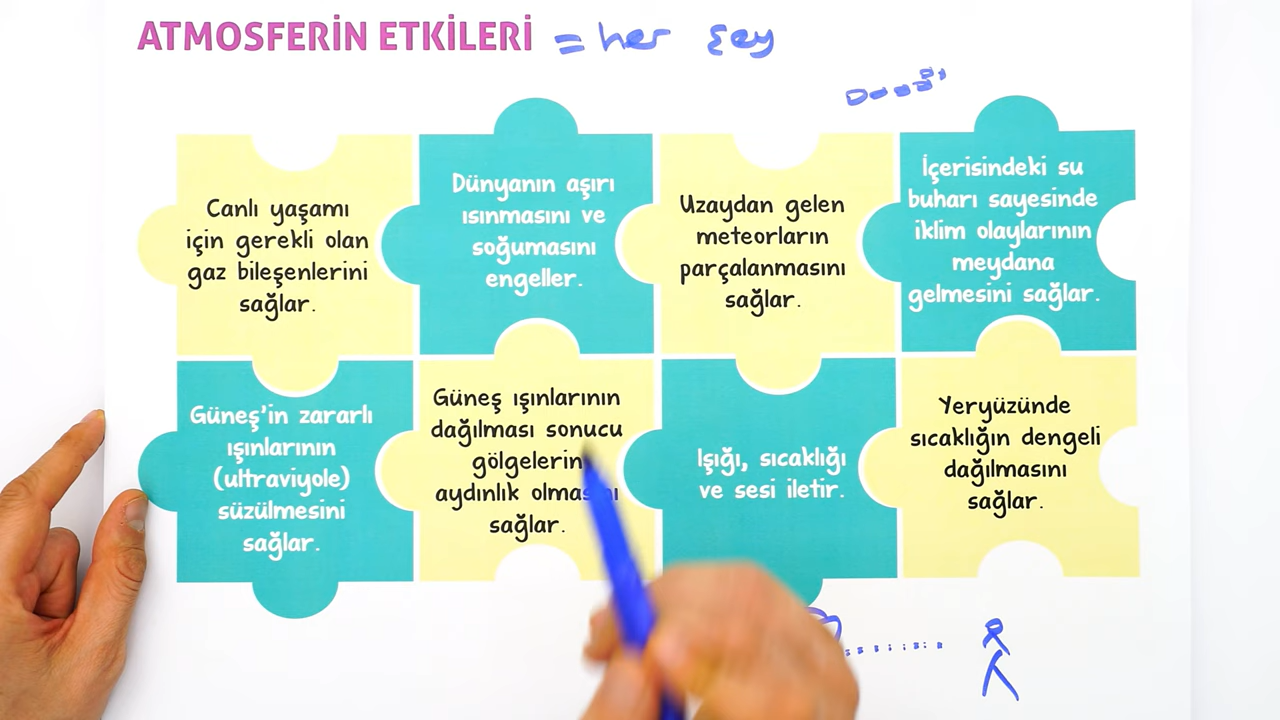 ATMOSFERİN ETKİLERİ = her şey
Canlı yaşamı
için gerekli olan
gaz bileşenlerini
sağlar.
Dünyanın aşırı
ısınmasını ve
soğumasını
engeller.
Uzaydan gelen
meteorların
parçalanmasını
sağlar.
İçerisindeki su
buharı sayesinde
iklim olaylarının
meydana
gelmesini sağlar.
Güneş'in zararlı
ışınlarının
(ultraviyole)
süzülmesini
sağlar.
Güneş ışınlarının
dağılması sonucu
gölgelerin
aydınlık olmasını
sağlar.
Işığı, sıcaklığı
ve sesi iletir.
Yeryüzünde
sıcaklığın dengeli
dağılmasını
sağlar.